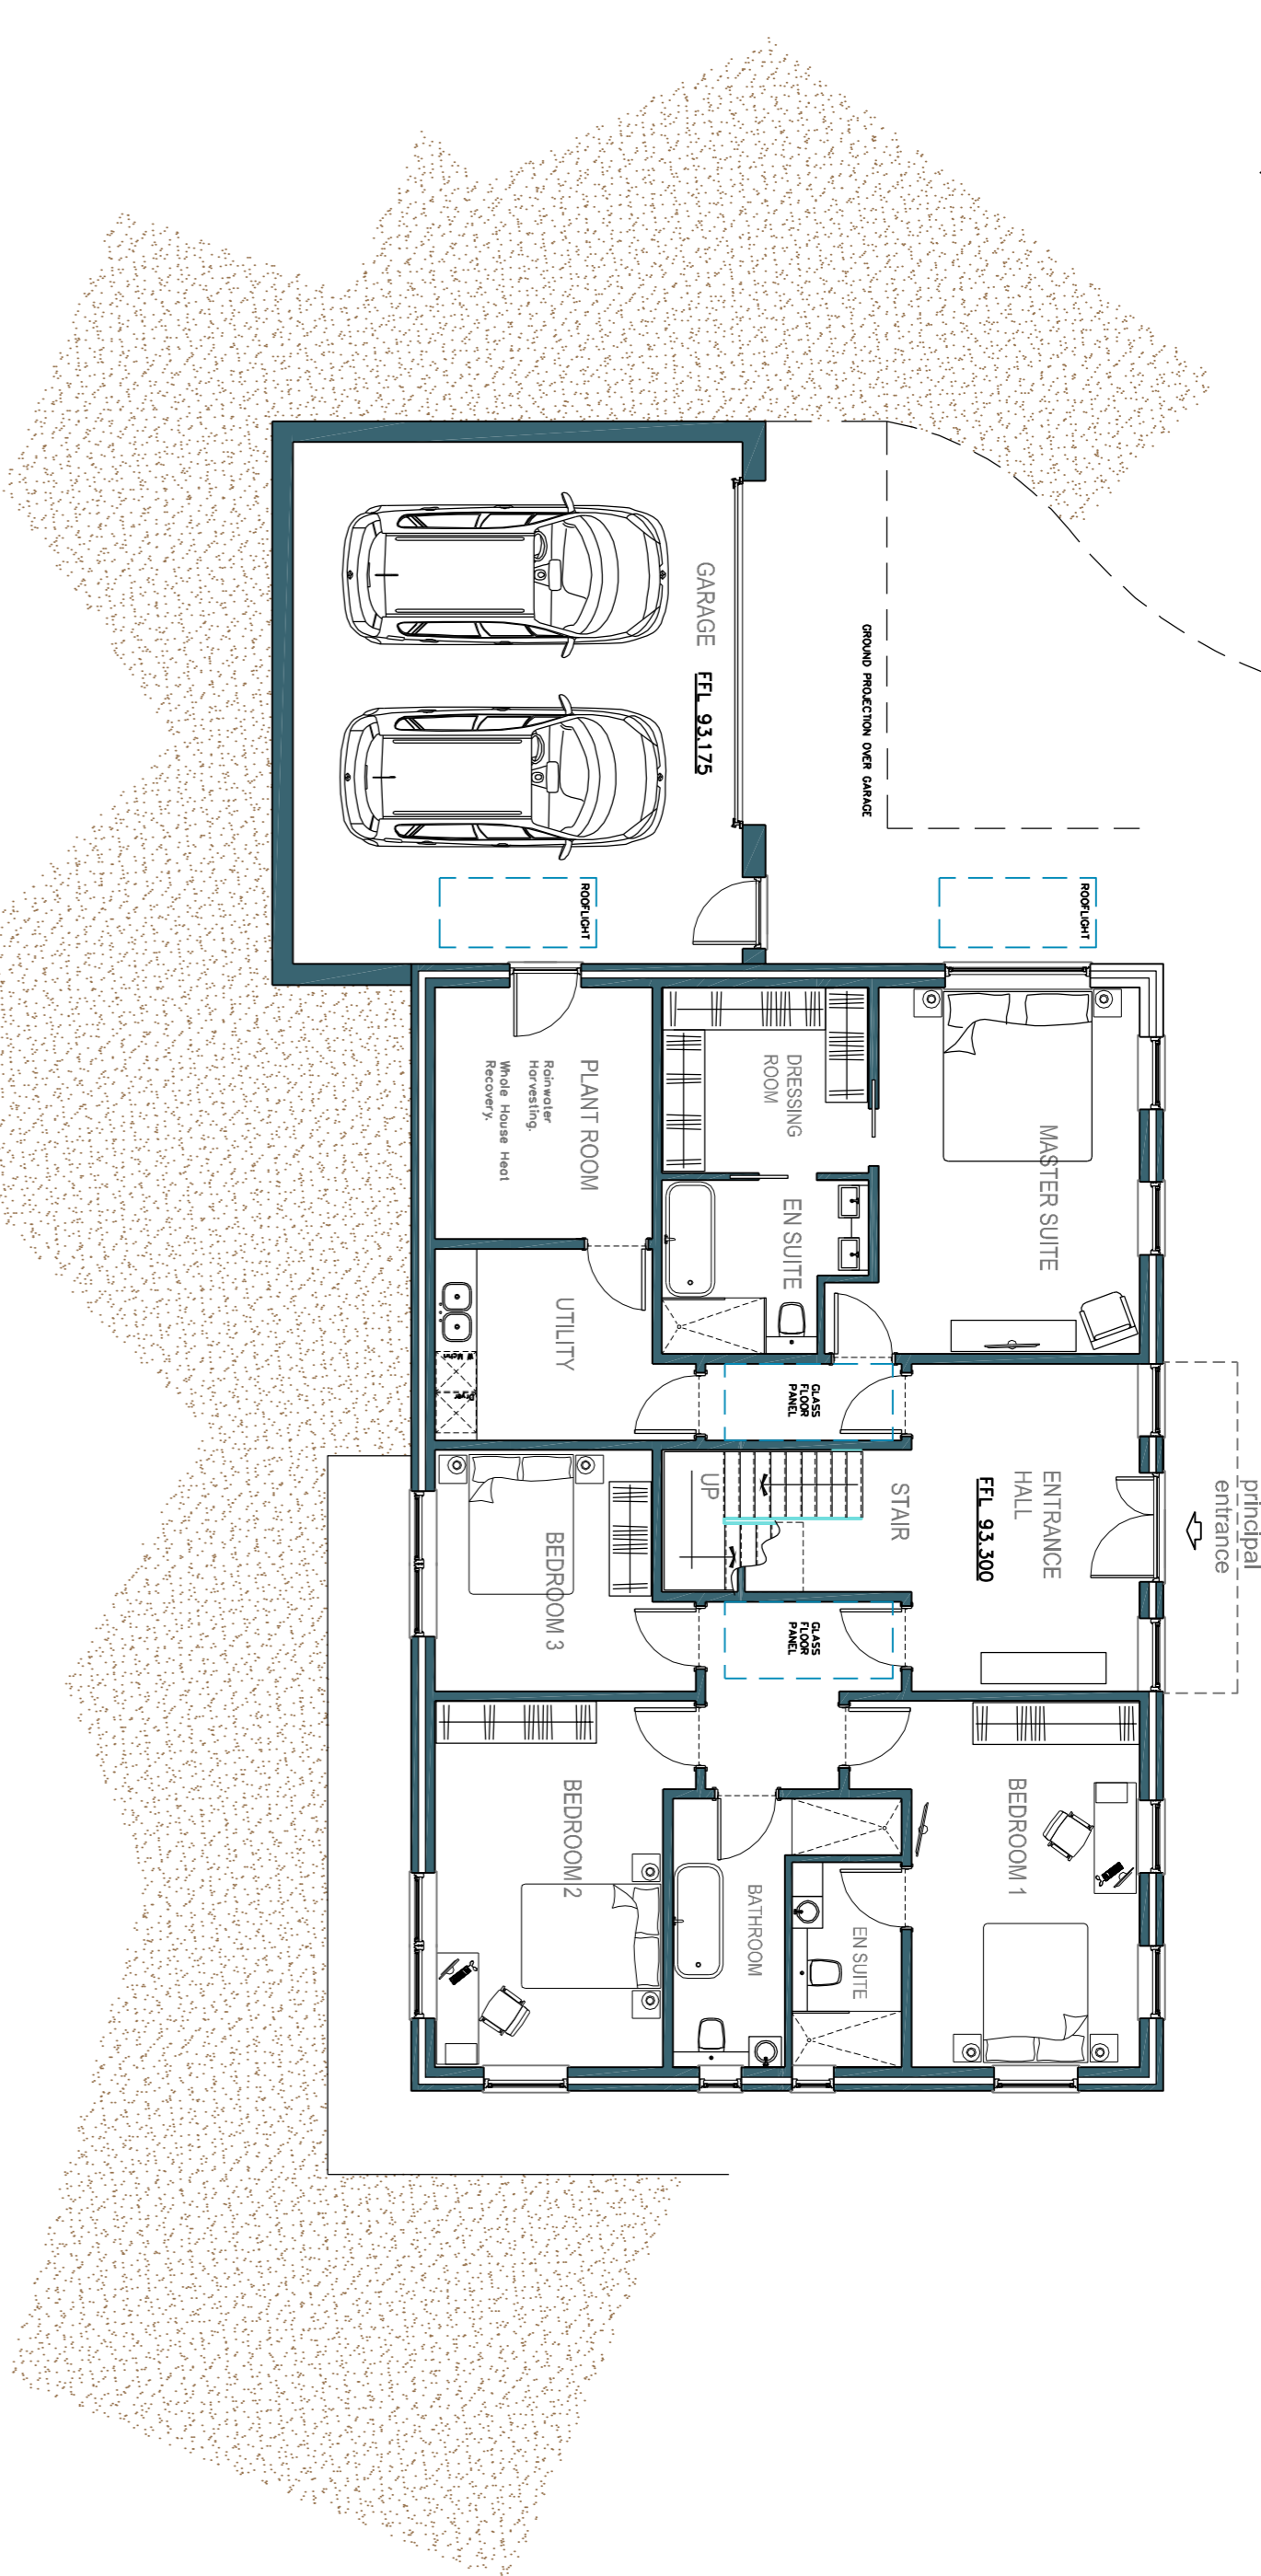 principal
entrance
ENTRANCE
HALL
FFL 93.300
STAIR
UP
GLASS
FLOOR
PANEL
GLASS
FLOOR
PANEL
MASTER SUITE
DRESSING
ROOM
EN SUITE
PLANT ROOM
Rainwater
Harvesting.
Whole House Heat
Recovery.
UTILITY
W Mchn
Dryer
BEDROOM 3
BEDROOM 2
BEDROOM 1
EN SUITE
BATHROOM
GARAGE
FFL 93.175
GROUND PROJECTION OVER GARAGE
ROOFLIGHT
ROOFLIGHT